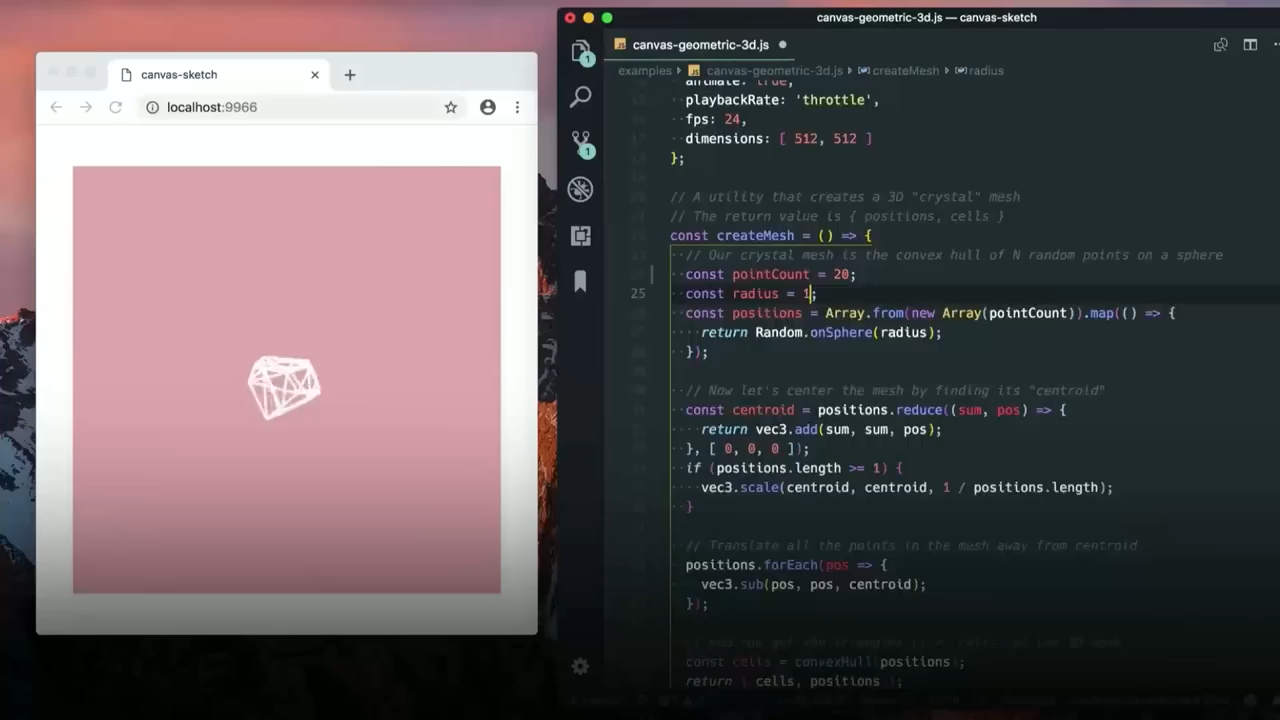 canvas-sketch
localhost:9966
canvas-geometric-3d.js — canvas-sketch
JS canvas-geometric-3d.js
examples › JS canvas-geometric-3d.js › createMesh › radius
1
1
animate: true,
playbackRate: 'throttle',
fps: 24,
dimensions: [ 512, 512 ]
};
// A utility that creates a 3D "crystal" mesh
// The return value is { positions, cells }
const createMesh = () => {
// Our crystal mesh is the convex hull of N random points on a sphere
const pointCount = 20;
25 const radius = 1;
const positions = Array.from(new Array(pointCount)).map(() => {
return Random.onSphere(radius);
});
// Now let's center the mesh by finding its "centroid"
const centroid = positions.reduce((sum, pos) => {
return vec3.add(sum, sum, pos);
}, [ 0, 0, 0 ]);
if (positions.length >= 1) {
vec3.scale(centroid, centroid, 1 / positions.length);
}
// Translate all the points in the mesh away from centroid
positions.forEach(pos => {
vec3.sub(pos, pos, centroid);
});
const cells = convexHull(positions);
return { cells, positions };